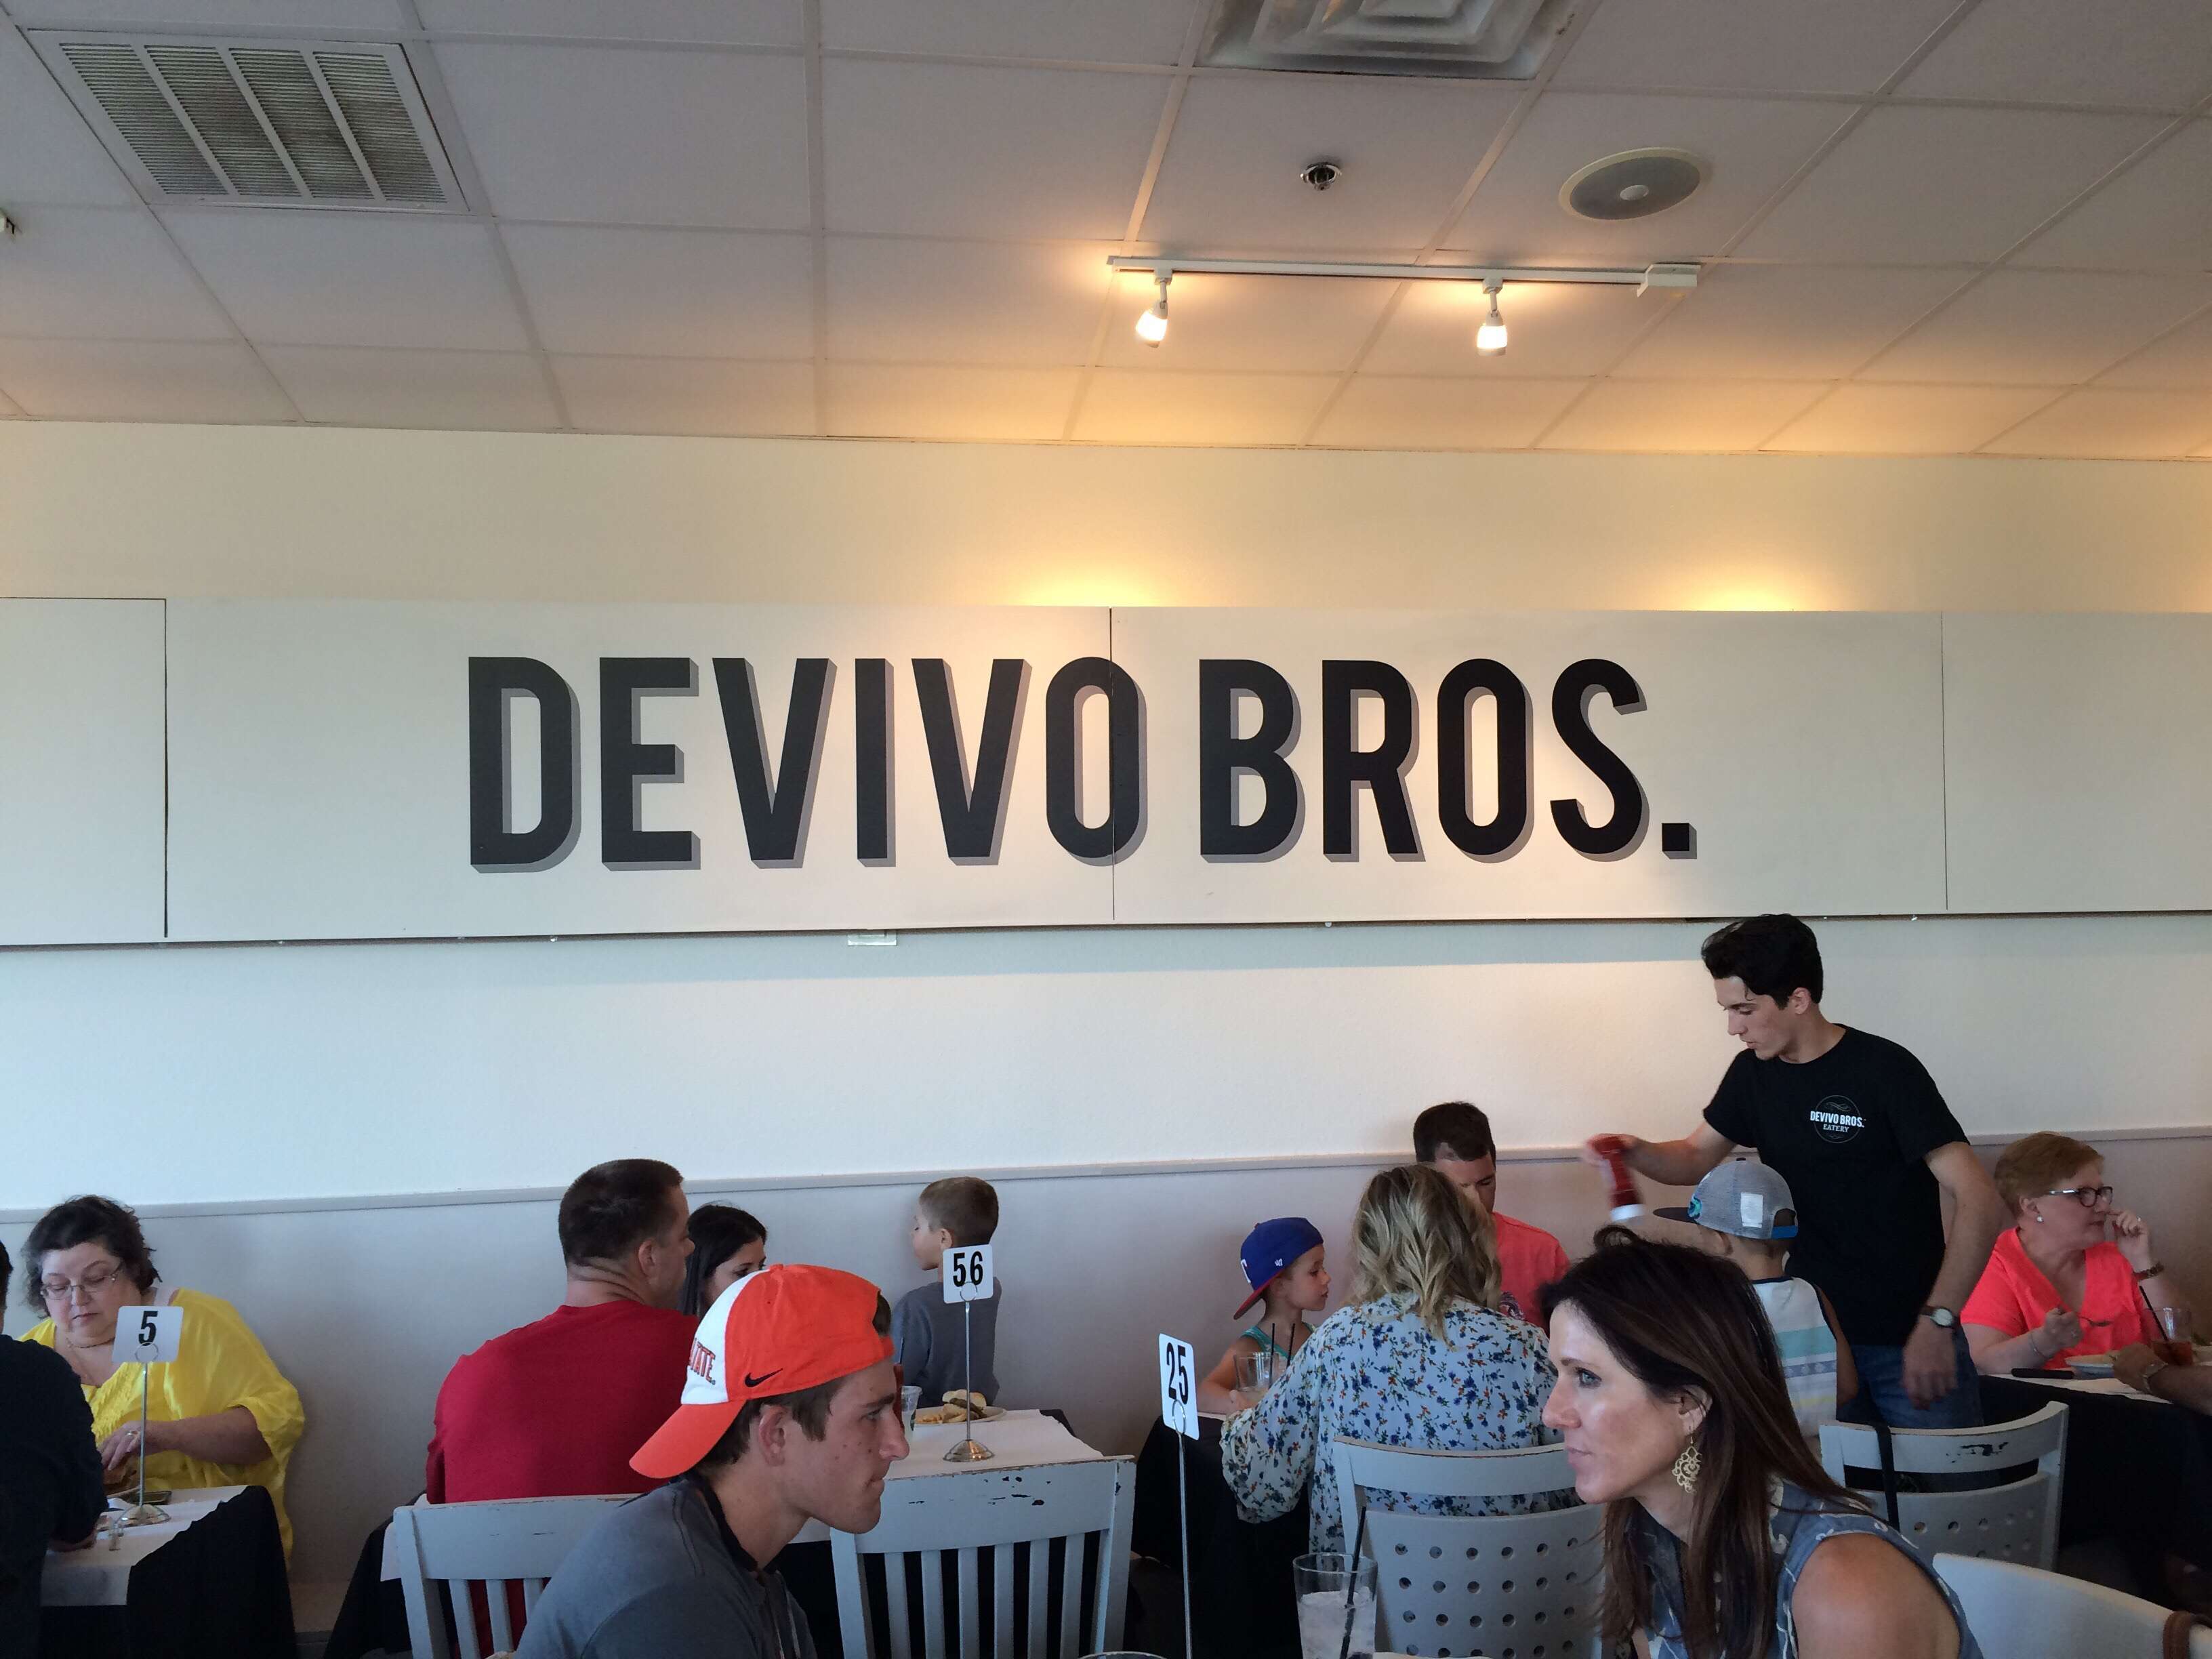 DEVIVO BROS.
DEVIVO BROS.
EATERY
56
5
25